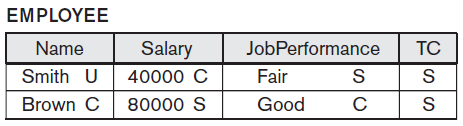 EMPLOYEE
Name Salary JobPerformance TC
Smith U 40000 C Fair S S
Brown C 80000 S Good C S